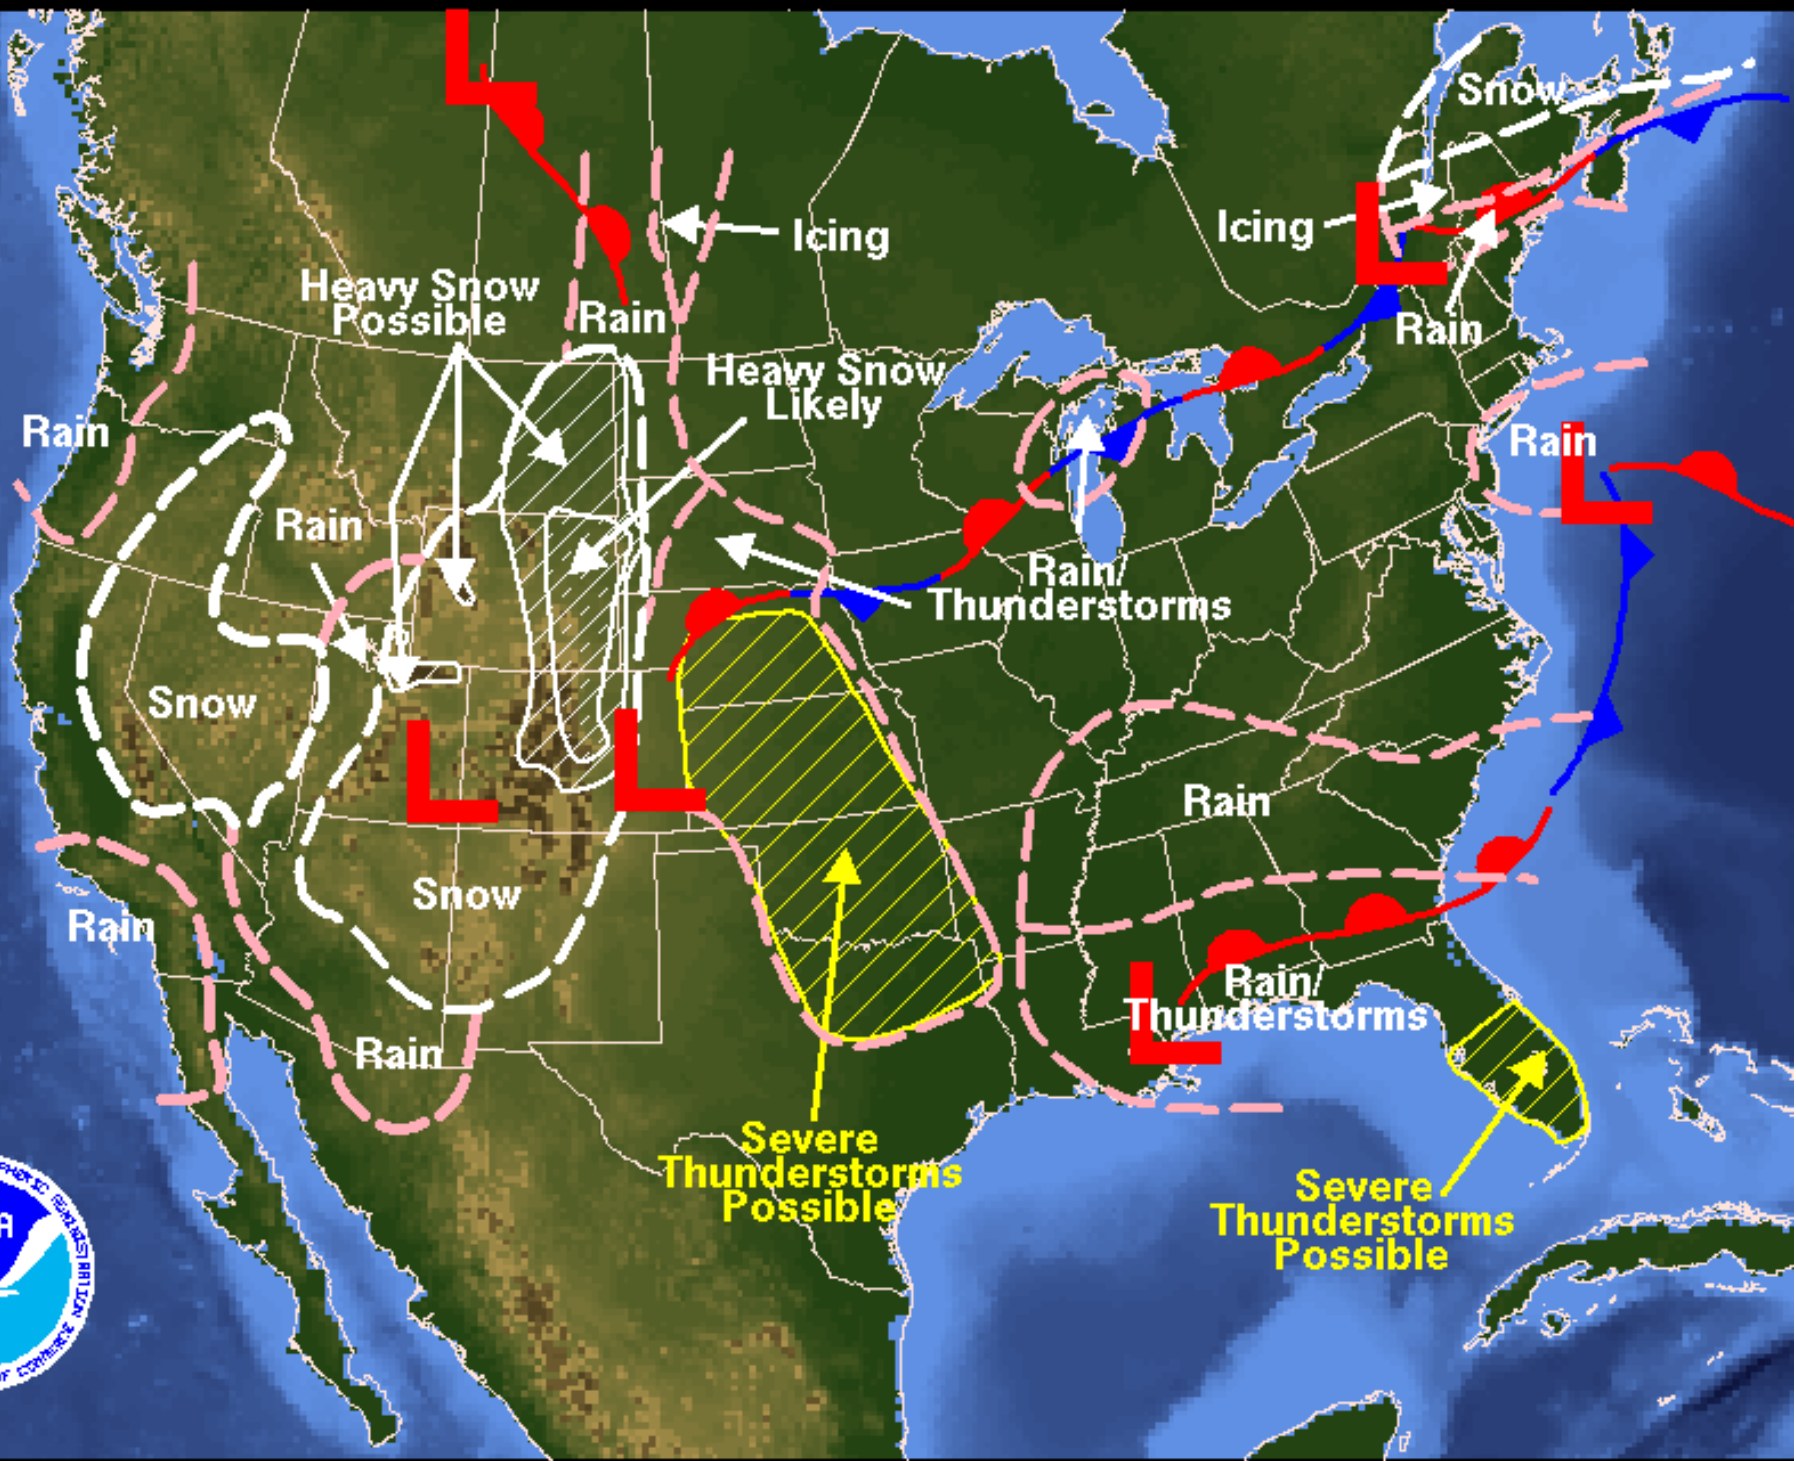 Snow
Icing
Icing
Heavy Snow
Possible
Rain
Rain
Heavy Snow
Likely
Rain
Rain
Rain
Rain/
Thunderstorms
Snow
Rain
Snow
Rain
Rain/
Thunderstorms
Rain
Severe
Thunderstorms
Possible
Severe
Thunderstorms
Possible
L
L
L
L
L
L